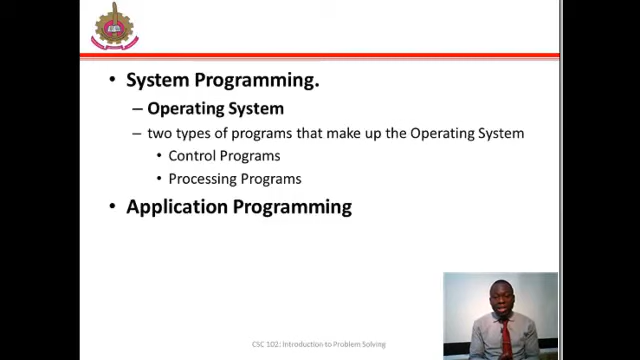 • System Programming.
– Operating System
– two types of programs that make up the Operating System
• Control Programs
• Processing Programs
• Application Programming
CSC 102: Introduction to Problem Solving